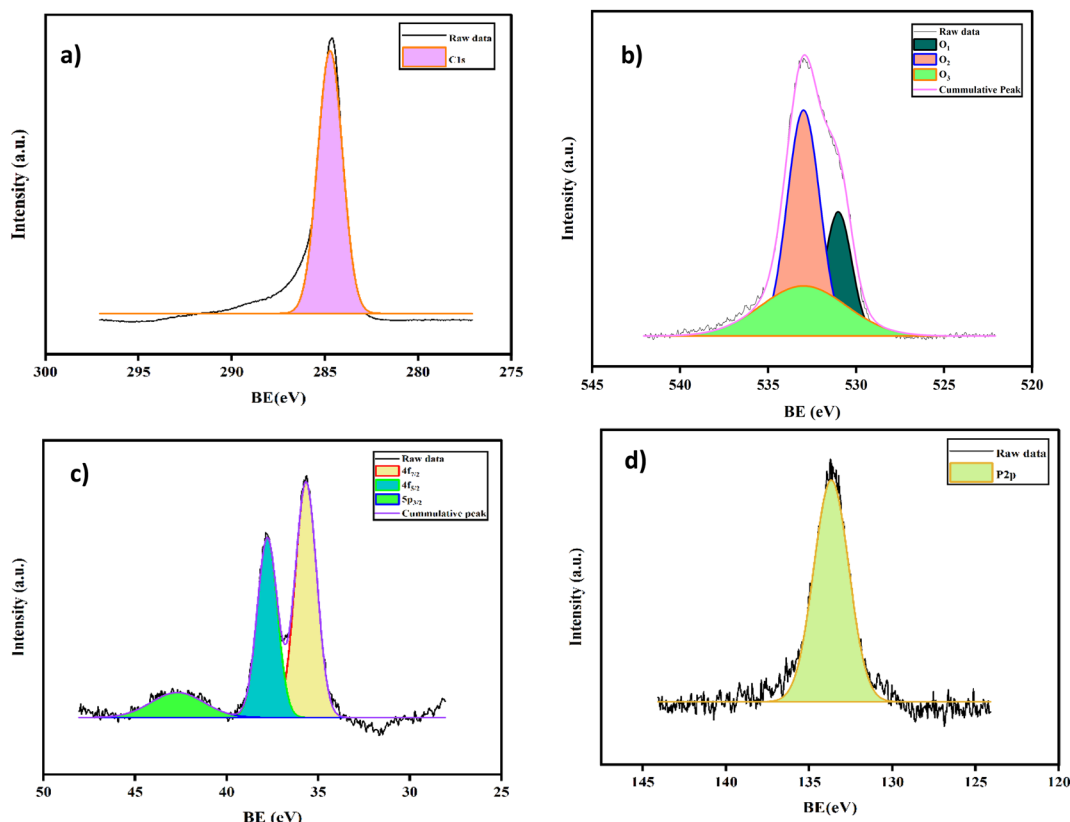 a)
Raw data
C1s
Intensity (a.u.)
300 295 290 285 280 275
BE(eV)
b)
Raw data
O1
O2
O3
Cummulative Peak
Intensity (a.u.)
545 540 535 530 525 520
BE (eV)
c)
Raw data
4f7/2
4f5/2
5p3/2
Cummulative peak
Intensity (a.u.)
50 45 40 35 30 25
BE (eV)
d)
Raw data
P2p
Intensity (a.u.)
145 140 135 130 125 120
BE(eV)